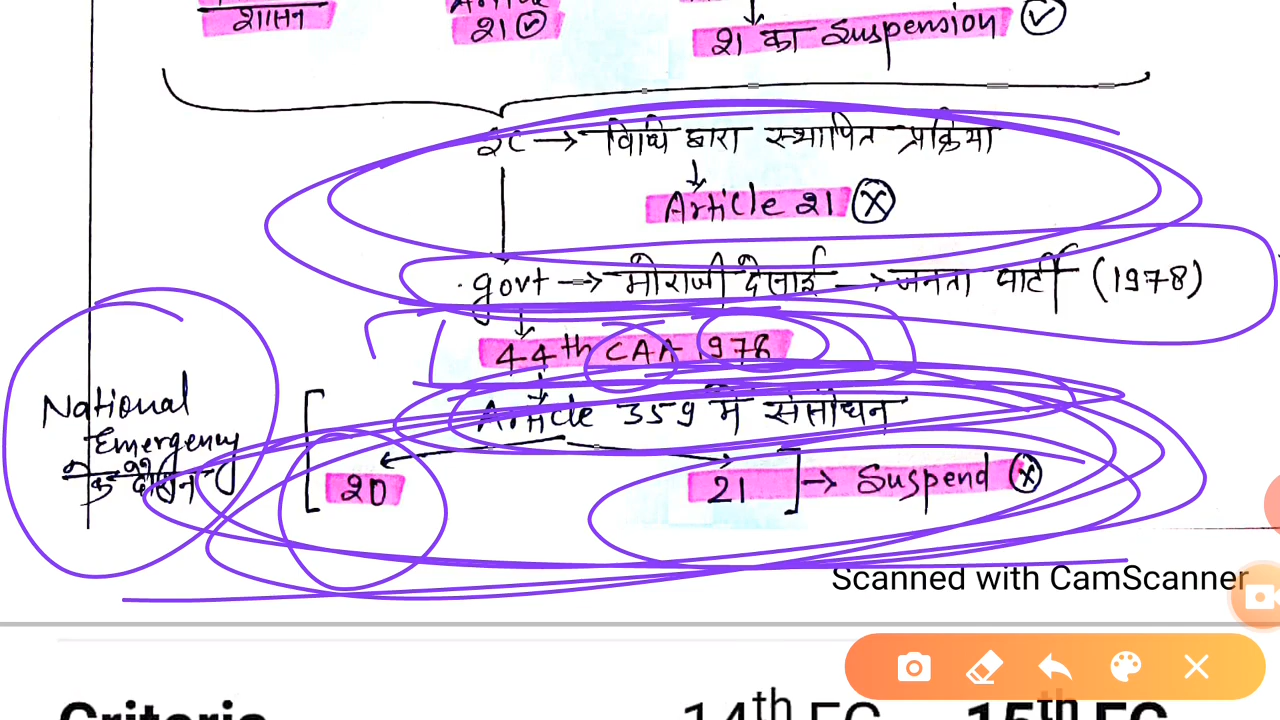 शासन
21
21 का Suspension
SC → विधि द्वारा स्थापित प्रक्रिया
Article 21
govt → मोराजी देसाई → जनता पार्टी (1978)
44th CAA 1978
Article 359 में संसोधन
National Emergency के दौरान
20 21 → Suspend
Scanned with CamScanner
Criteria 14th FC 15th FC